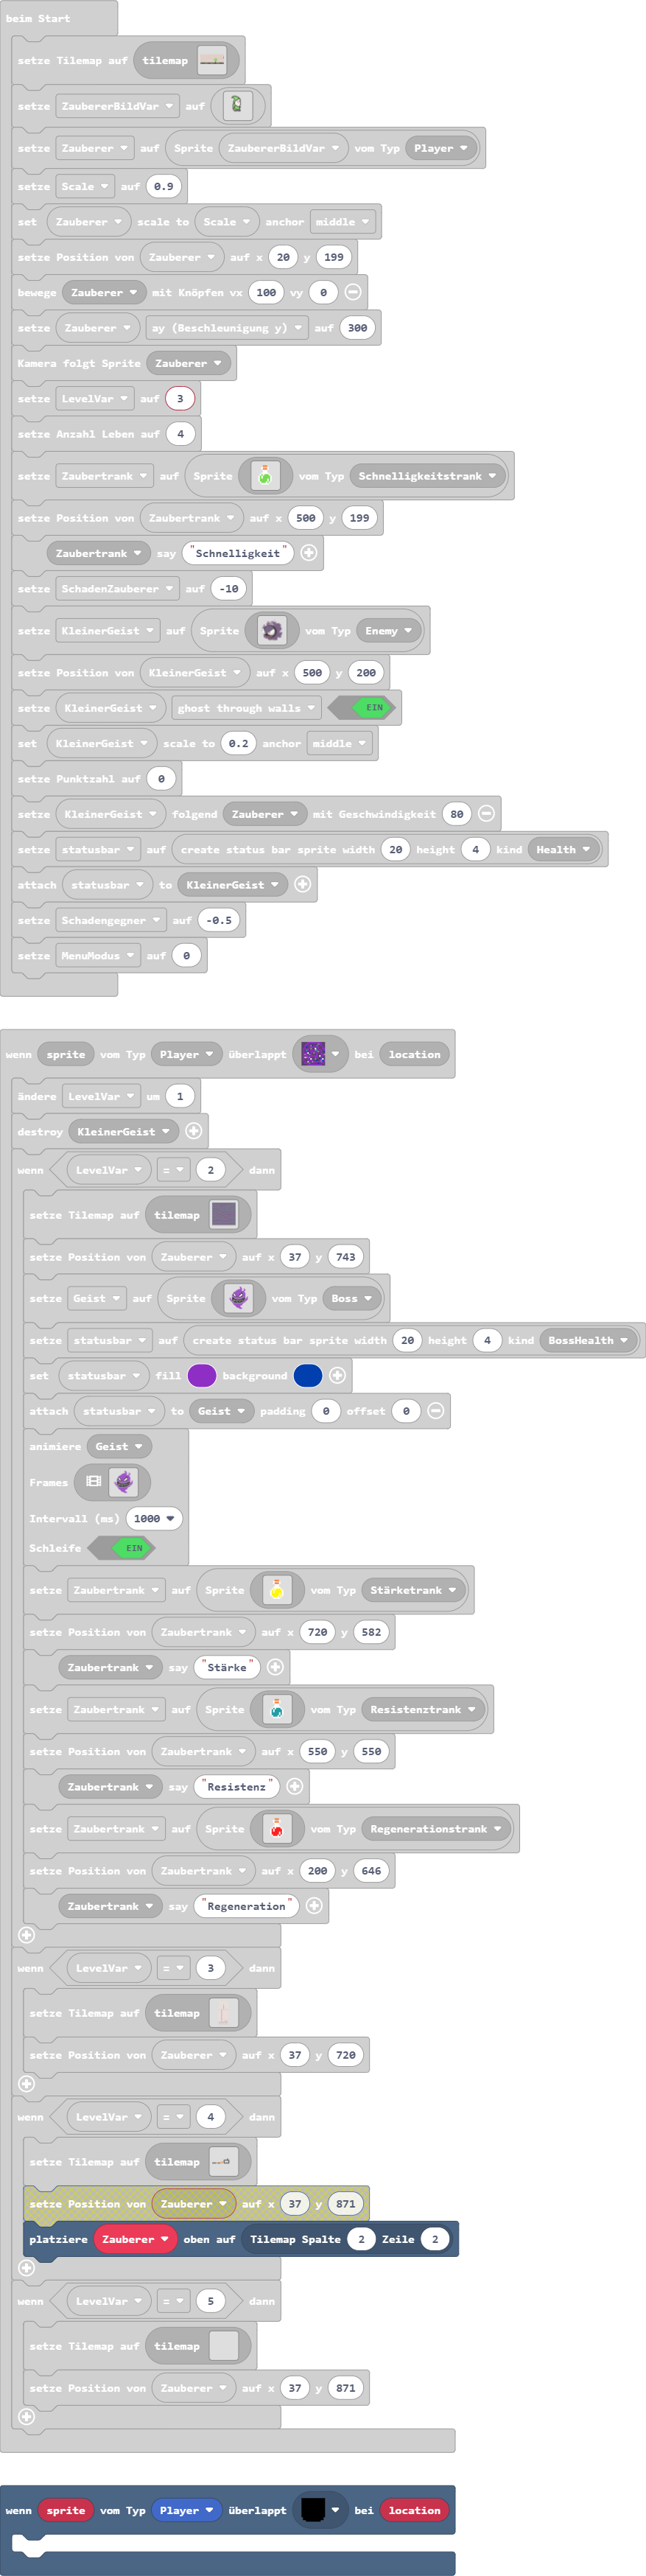 beim Start
setze Tilemap auf tilemap
setze ZaubererBildVar auf
setze Zauberer auf Sprite ZaubererBildVar vom Typ Player
setze Scale auf 0.9
set Zauberer scale to Scale anchor middle
setze Position von Zauberer auf x 20 y 199
bewege Zauberer mit Knöpfen vx 100 vy 0
setze Zauberer ay (Beschleunigung y) auf 300
Kamera folgt Sprite Zauberer
setze LevelVar auf 3
setze Anzahl Leben auf 4
setze Zaubertrank auf Sprite vom Typ Schnelligkeitstrank
setze Position von Zaubertrank auf x 500 y 199
Zaubertrank say "Schnelligkeit"
setze SchadenZauberer auf -10
setze KleinerGeist auf Sprite vom Typ Enemy
setze Position von KleinerGeist auf x 500 y 200
setze KleinerGeist ghost through walls EIN
set KleinerGeist scale to 0.2 anchor middle
setze Punktzahl auf 0
setze KleinerGeist folgend Zauberer mit Geschwindigkeit 80
setze statusbar auf create status bar sprite width 20 height 4 kind Health
attach statusbar to KleinerGeist
setze Schadengegner auf -0.5
setze MenuModus auf 0
wenn sprite vom Typ Player überlappt bei location
ändere LevelVar um 1
destroy KleinerGeist
wenn LevelVar = 2 dann
setze Tilemap auf tilemap
setze Position von Zauberer auf x 37 y 743
setze Geist auf Sprite vom Typ Boss
setze statusbar auf create status bar sprite width 20 height 4 kind BossHealth
set statusbar fill background
attach statusbar to Geist padding 0 offset 0
animiere Geist
Frames
Intervall (ms) 1000
Schleife EIN
setze Zaubertrank auf Sprite vom Typ Stärketrank
setze Position von Zaubertrank auf x 720 y 582
Zaubertrank say "Stärke"
setze Zaubertrank auf Sprite vom Typ Resistenztrank
setze Position von Zaubertrank auf x 550 y 550
Zaubertrank say "Resistenz"
setze Zaubertrank auf Sprite vom Typ Regenerationstrank
setze Position von Zaubertrank auf x 200 y 646
Zaubertrank say "Regeneration"
wenn LevelVar = 3 dann
setze Tilemap auf tilemap
setze Position von Zauberer auf x 37 y 720
wenn LevelVar = 4 dann
setze Tilemap auf tilemap
setze Position von Zauberer auf x 37 y 871
platziere Zauberer oben auf Tilemap Spalte 2 Zeile 2
wenn LevelVar = 5 dann
setze Tilemap auf tilemap
setze Position von Zauberer auf x 37 y 871
wenn sprite vom Typ Player überlappt bei location